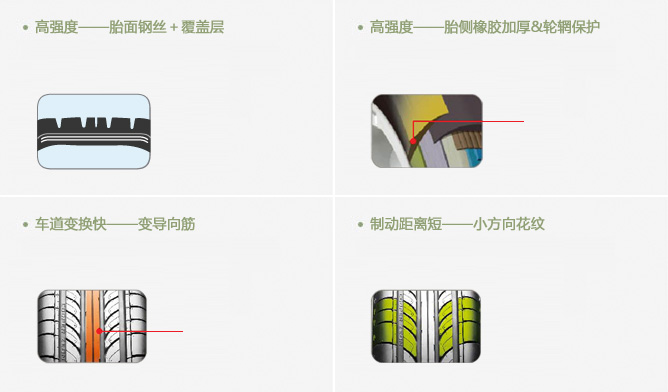 • 高强度——胎面钢丝 + 覆盖层
• 高强度——胎侧橡胶加厚&轮辋保护
• 车道变换快——变导向筋
• 制动距离短——小方向花纹